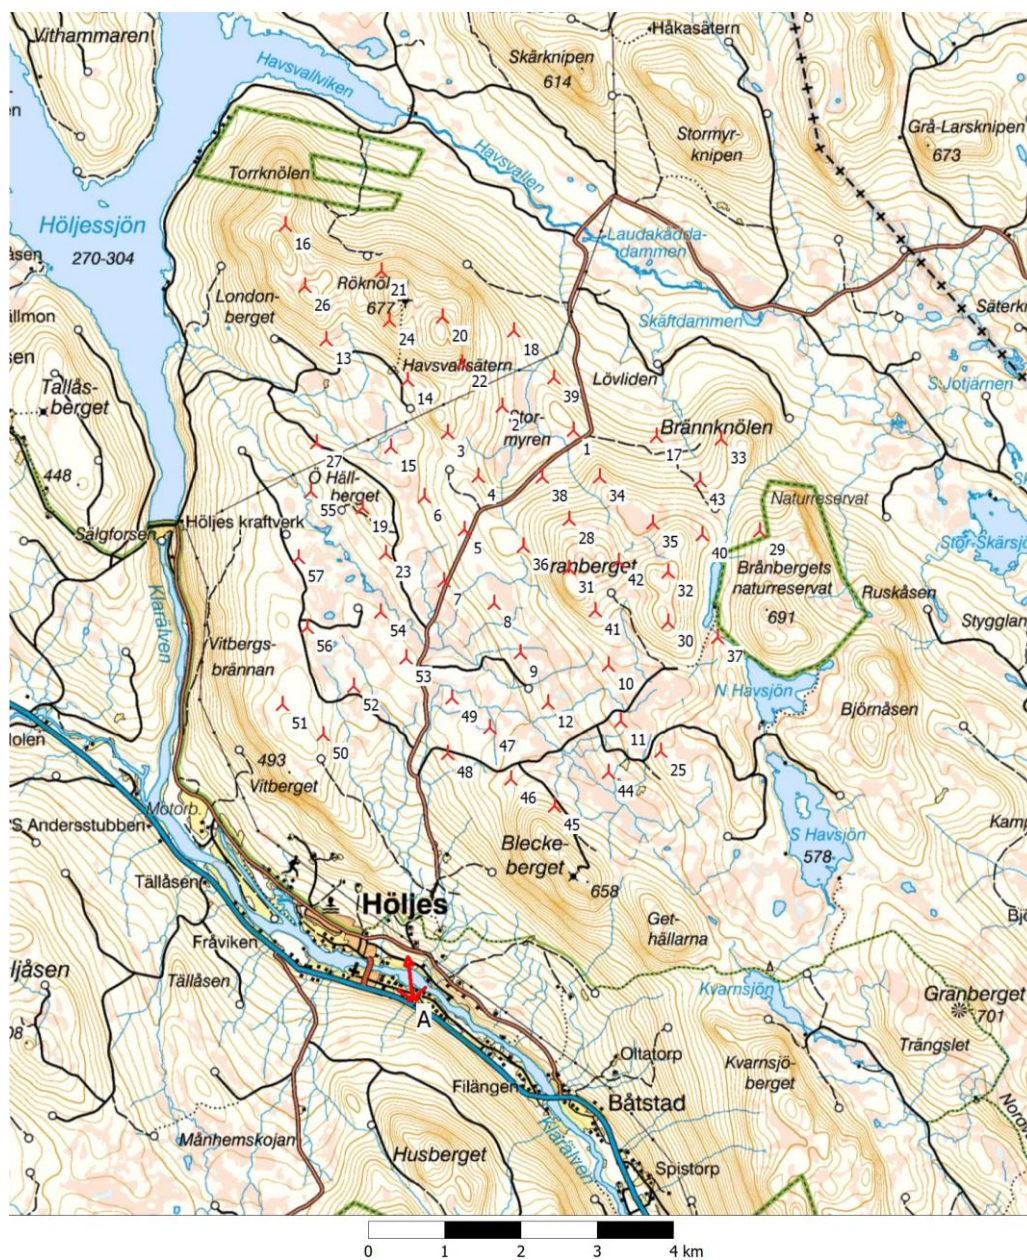 Vithammaren
Håkasätern
Skärknipen
614
Havsvallviken
Stormyr-
knipen
Grå-Larsknipen
673
Torrknölen
Havsvallen
Höljessjön
270-304
16
Laudakådda-
dammen
London-
berget
26
Röknöl
677
21
Skäftdammen
13
24
20
18
Havsvallsätern
22
Tallås-
berget
14
39
Lövliden
S Jotjärnen
2
Stor-
myren
Brännknölen
3
1
17
33
448
27
15
Ö Häll-
berget
4
38
34
43
Naturreservat
55
19
6
Höljes kraftverk
Sälgforsen
5
28
35
40
29
Stor-Skärsjö
57
23
36
ranberget
31
42
32
Brånbergets
naturreservat
691
Ruskåsen
Klarälven
7
8
41
54
30
Styggland
56
Vitbergs-
brännan
37
53
9
10
N Havsjön
52
49
12
Björnåsen
51
50
47
11
493
Vitberget
48
25
46
44
Motorb.
45
S Andersstubben
Blecke-
berget
658
S Havsjön
578
Kamp
Tällåsen
Höljes
Get-
hällarna
Fråviken
Tällåsen
ljåsen
Kvarnsjön
Granberget
701
A
Trängslet
Oltatorp
Kvarnsjö-
berget
Filängen
Båtstad
Månhemskojan
Husberget
Klarälven
Spistorp
0 1 2 3 4 km